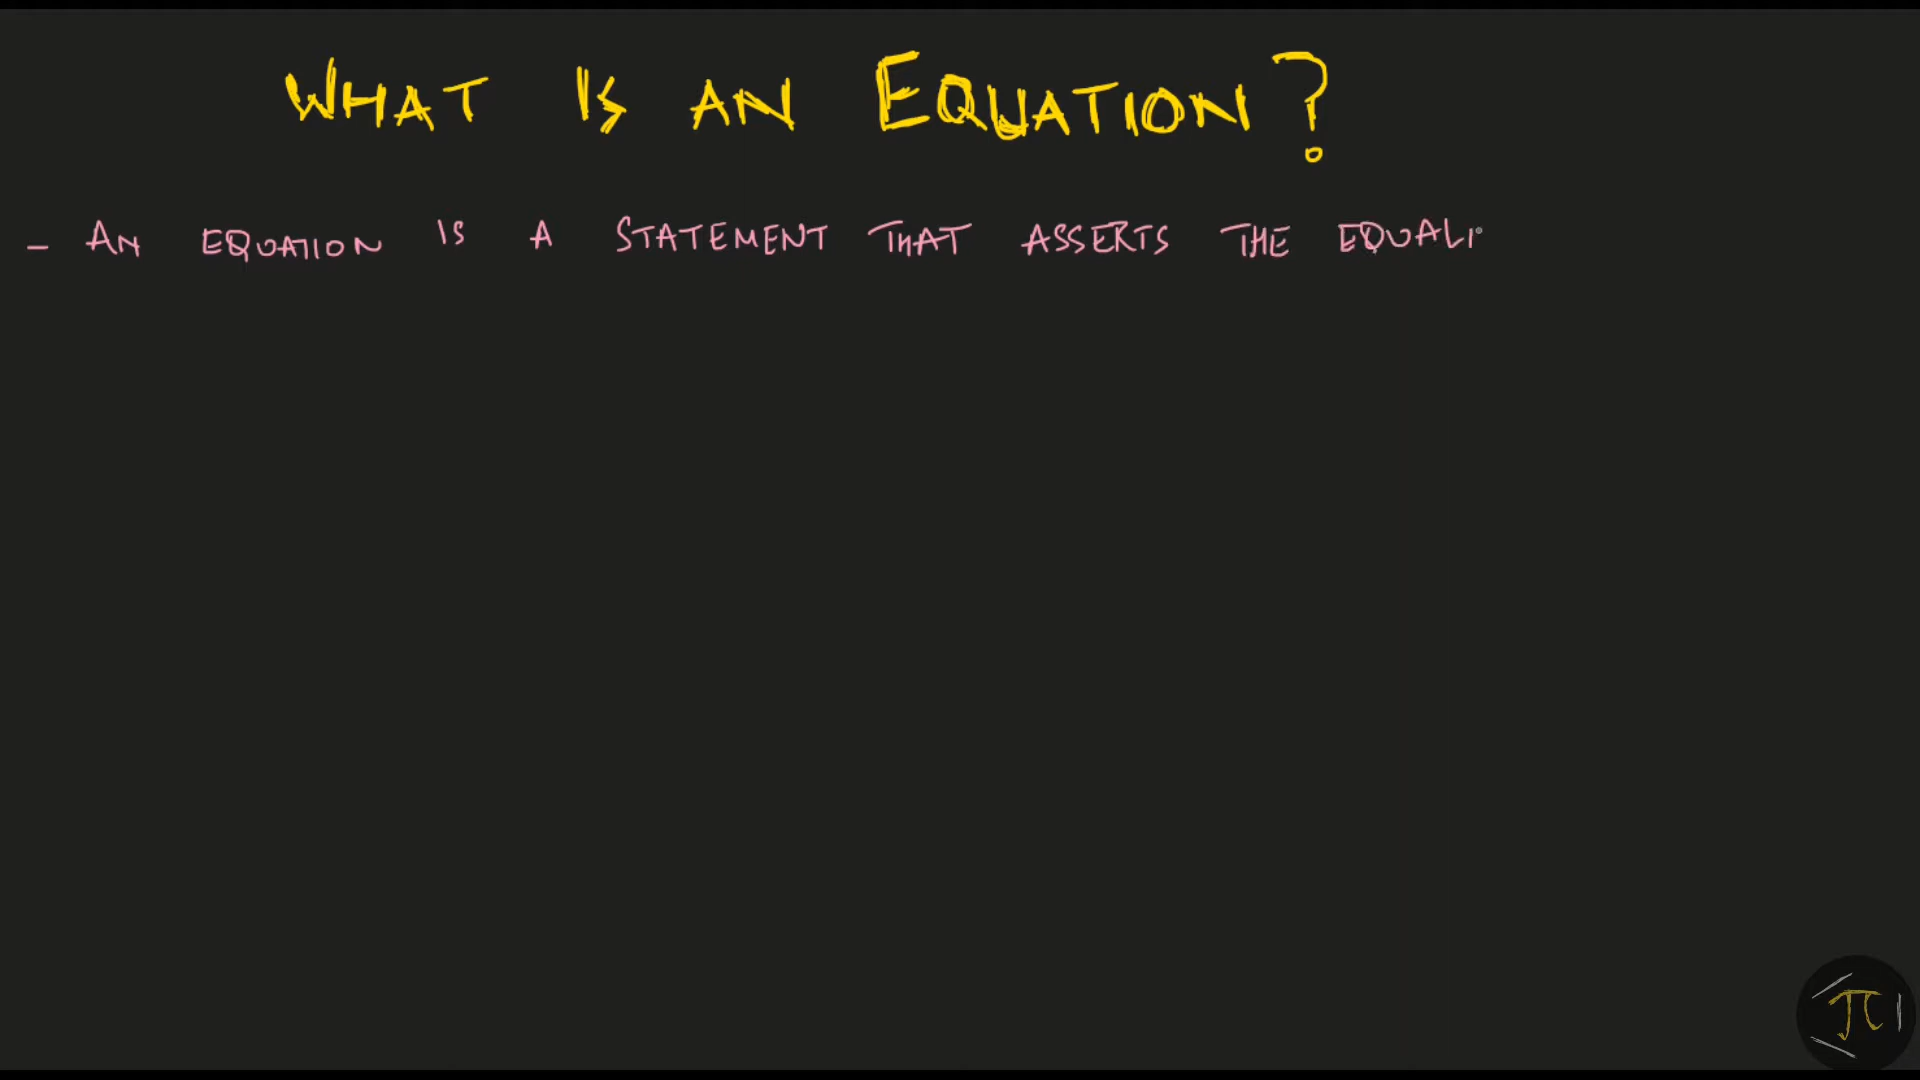 WHAT IS AN EQUATION?
- AN EQUATION IS A STATEMENT THAT ASSERTS THE EQUALI
π